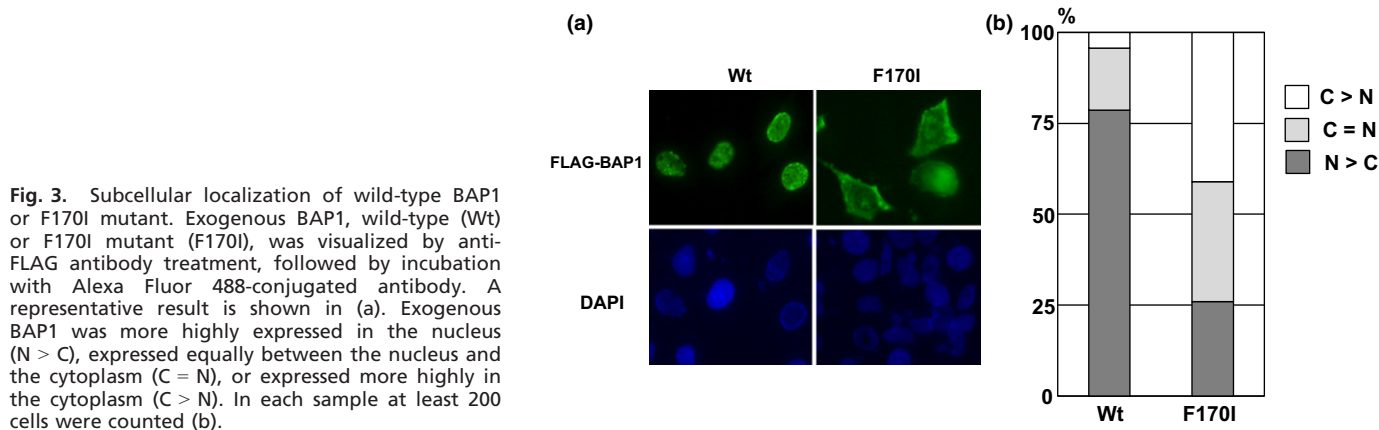 Fig. 3. Subcellular localization of wild-type BAP1
or F170I mutant. Exogenous BAP1, wild-type (Wt)
or F170I mutant (F170I), was visualized by anti-
FLAG antibody treatment, followed by incubation
with Alexa Fluor 488-conjugated antibody. A
representative result is shown in (a). Exogenous
BAP1 was more highly expressed in the nucleus
(N > C), expressed equally between the nucleus and
the cytoplasm (C = N), or expressed more highly in
the cytoplasm (C > N). In each sample at least 200
cells were counted (b).
(a)
Wt F170I
FLAG-BAP1
DAPI
(b)
%
100
75
50
25
0
Wt F170I
C > N
C = N
N > C